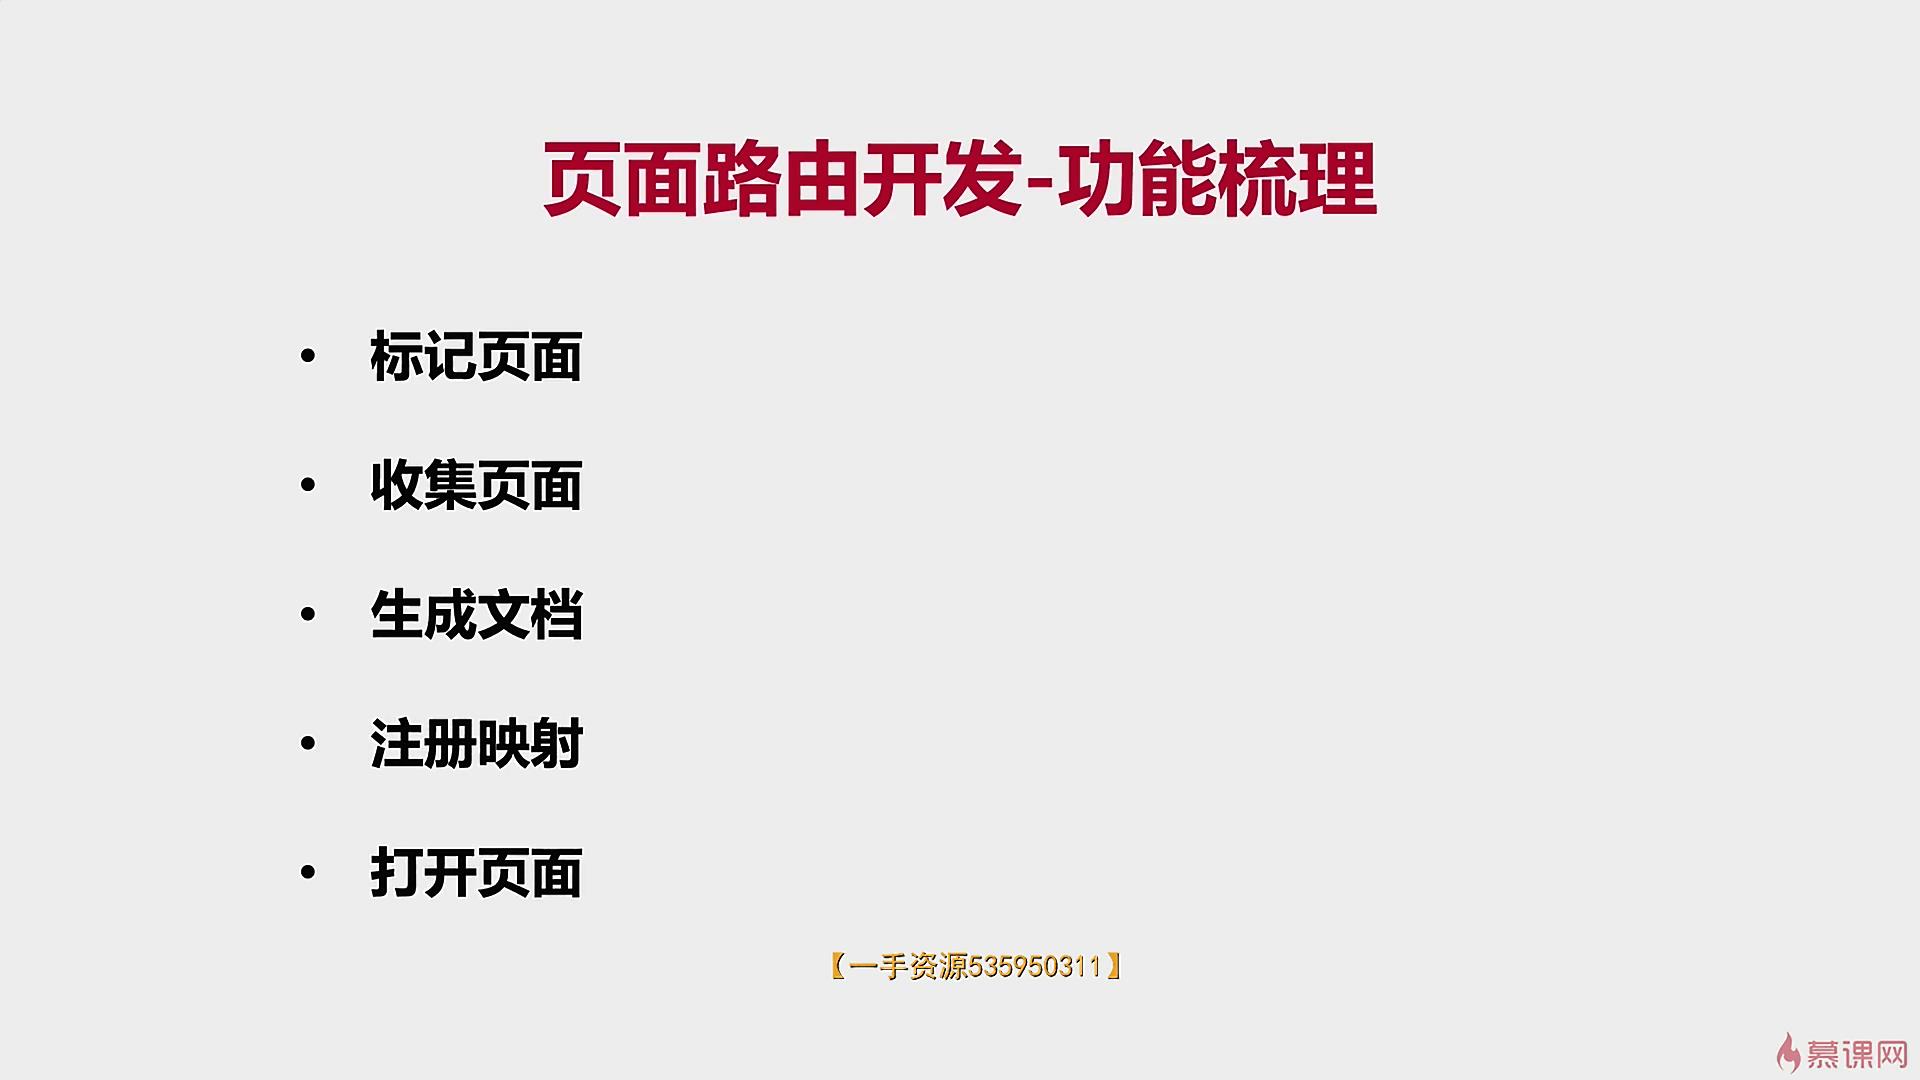 页面路由开发-功能梳理
• 标记页面
• 收集页面
• 生成文档
• 注册映射
• 打开页面
【一手资源535950311】
慕课网